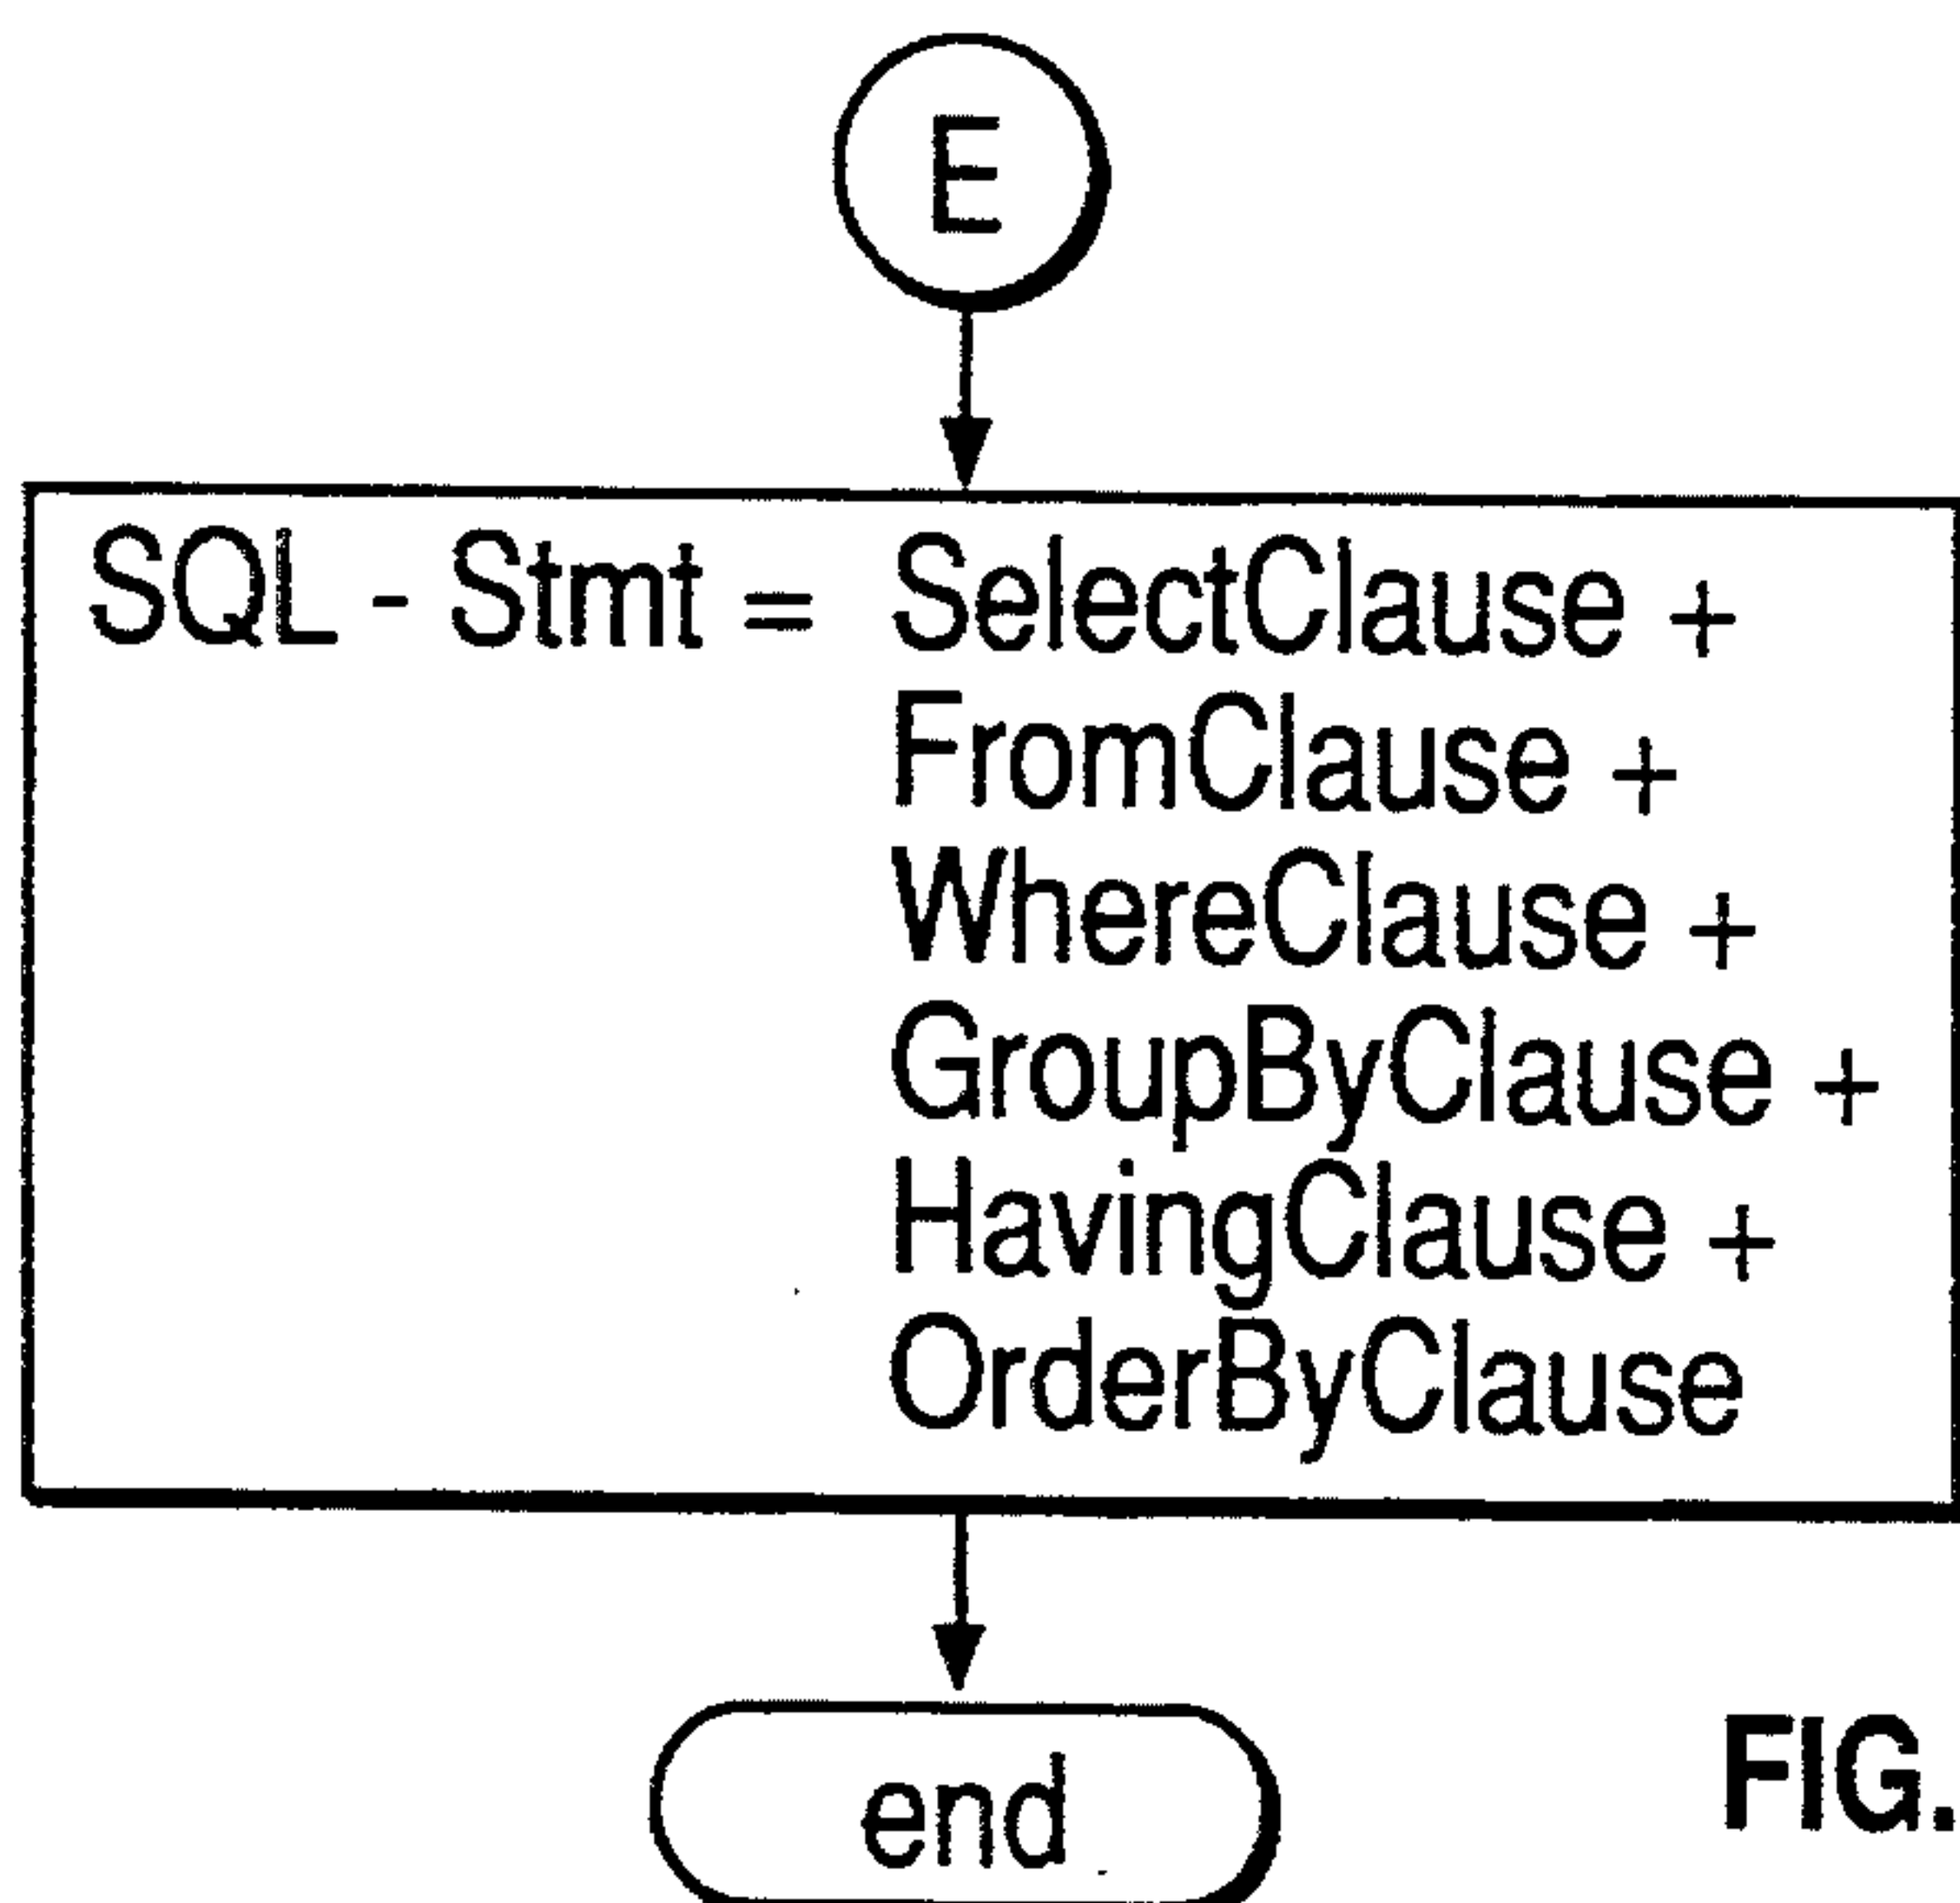 E
SQL - Stmt = SelectClause +
FromClause +
WhereClause +
GroupByClause +
HavingClause +
OrderByClause
end
FIG.